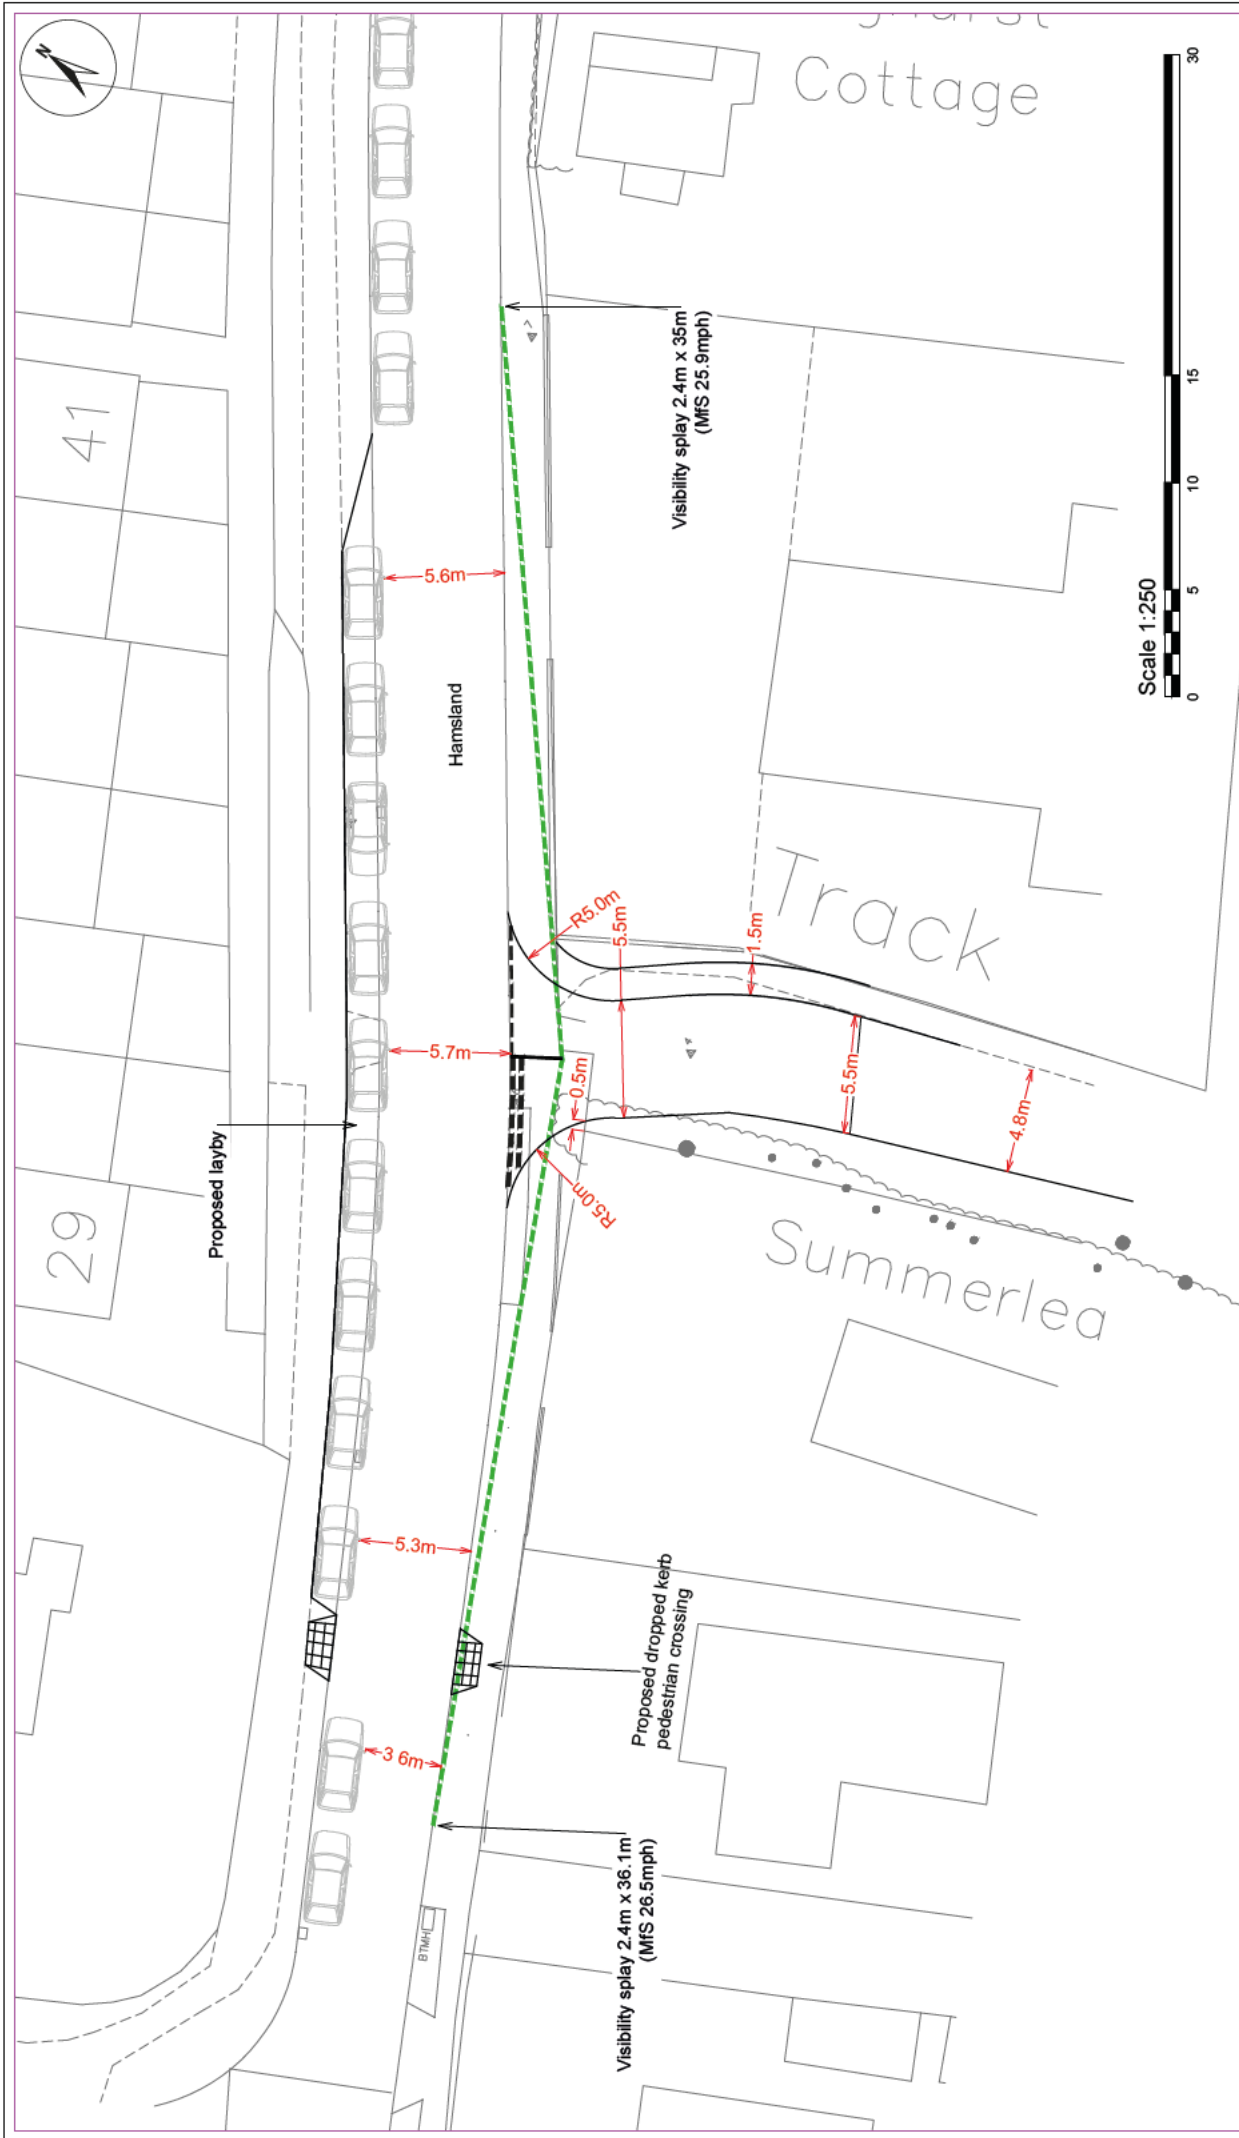 N
Cottage
30
15
10
5
0
Scale 1:250
41
Visibility splay 2.4m x 35m
(MfS 25.9mph)
5.6m
Hamsland
Track
R5.0m
5.5m
1.5m
5.7m
0.5m
5.5m
4.8m
R5.0m
Proposed layby
29
Summerlea
5.3m
Proposed dropped kerb
pedestrian crossing
3 6m
Visibility splay 2.4m x 36.1m
(MfS 26.5mph)
BTMH